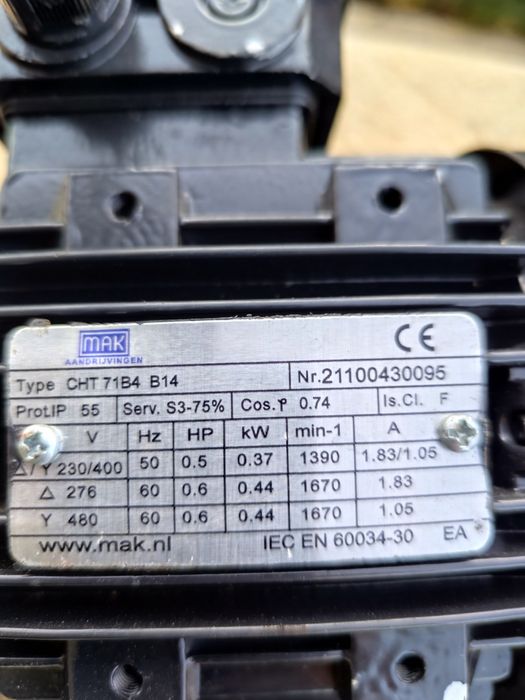 MAK
AANDRIJVINGEN
CE
Type CHT 71B4 B14 Nr.21100430095
Prot.IP 55 Serv. S3-75% Cos.φ 0.74 Is.Cl. F
V Hz HP kW min-1 A
Δ/Y 230/400 50 0.5 0.37 1390 1.83/1.05
Δ 276 60 0.6 0.44 1670 1.83
Y 480 60 0.6 0.44 1670 1.05
www.mak.nl IEC EN 60034-30 EA